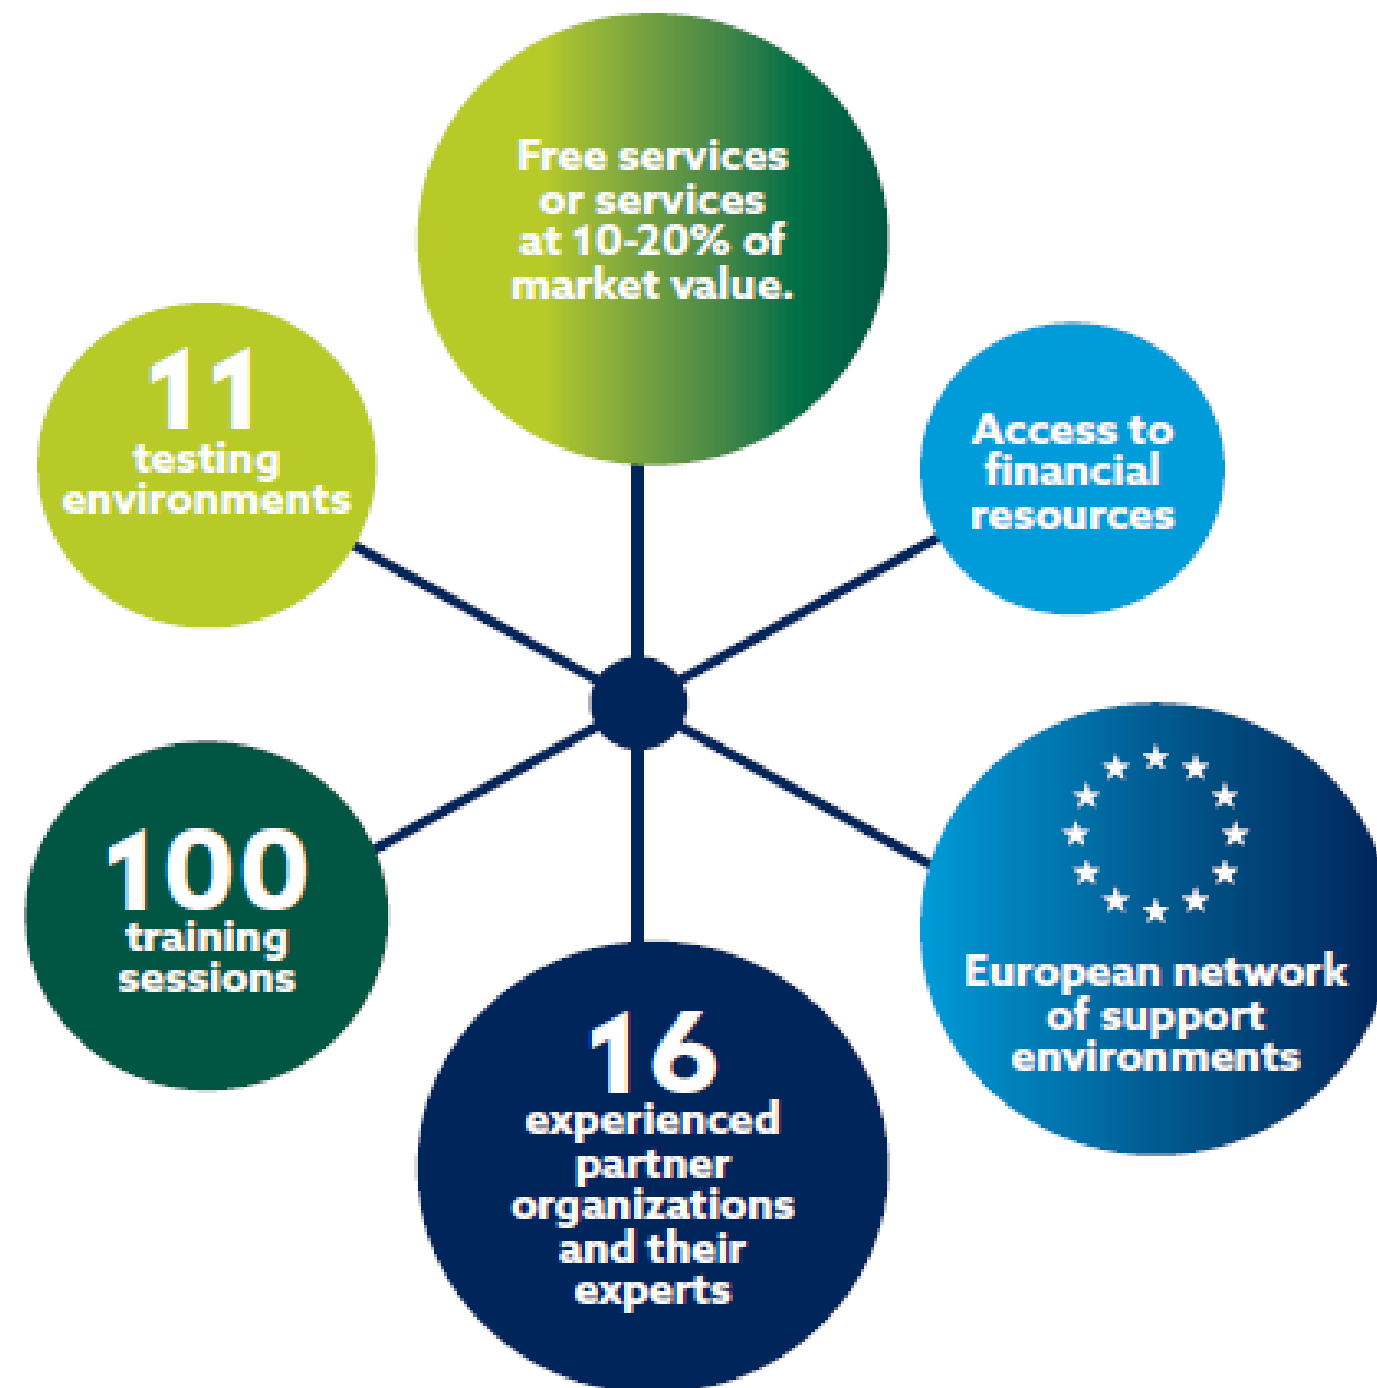 Free services
or services
at 10-20% of
market value.
11
testing
environments
Access to
financial
resources
100
training
sessions
European network
of support
environments
16
experienced
partner
organizations
and their
experts